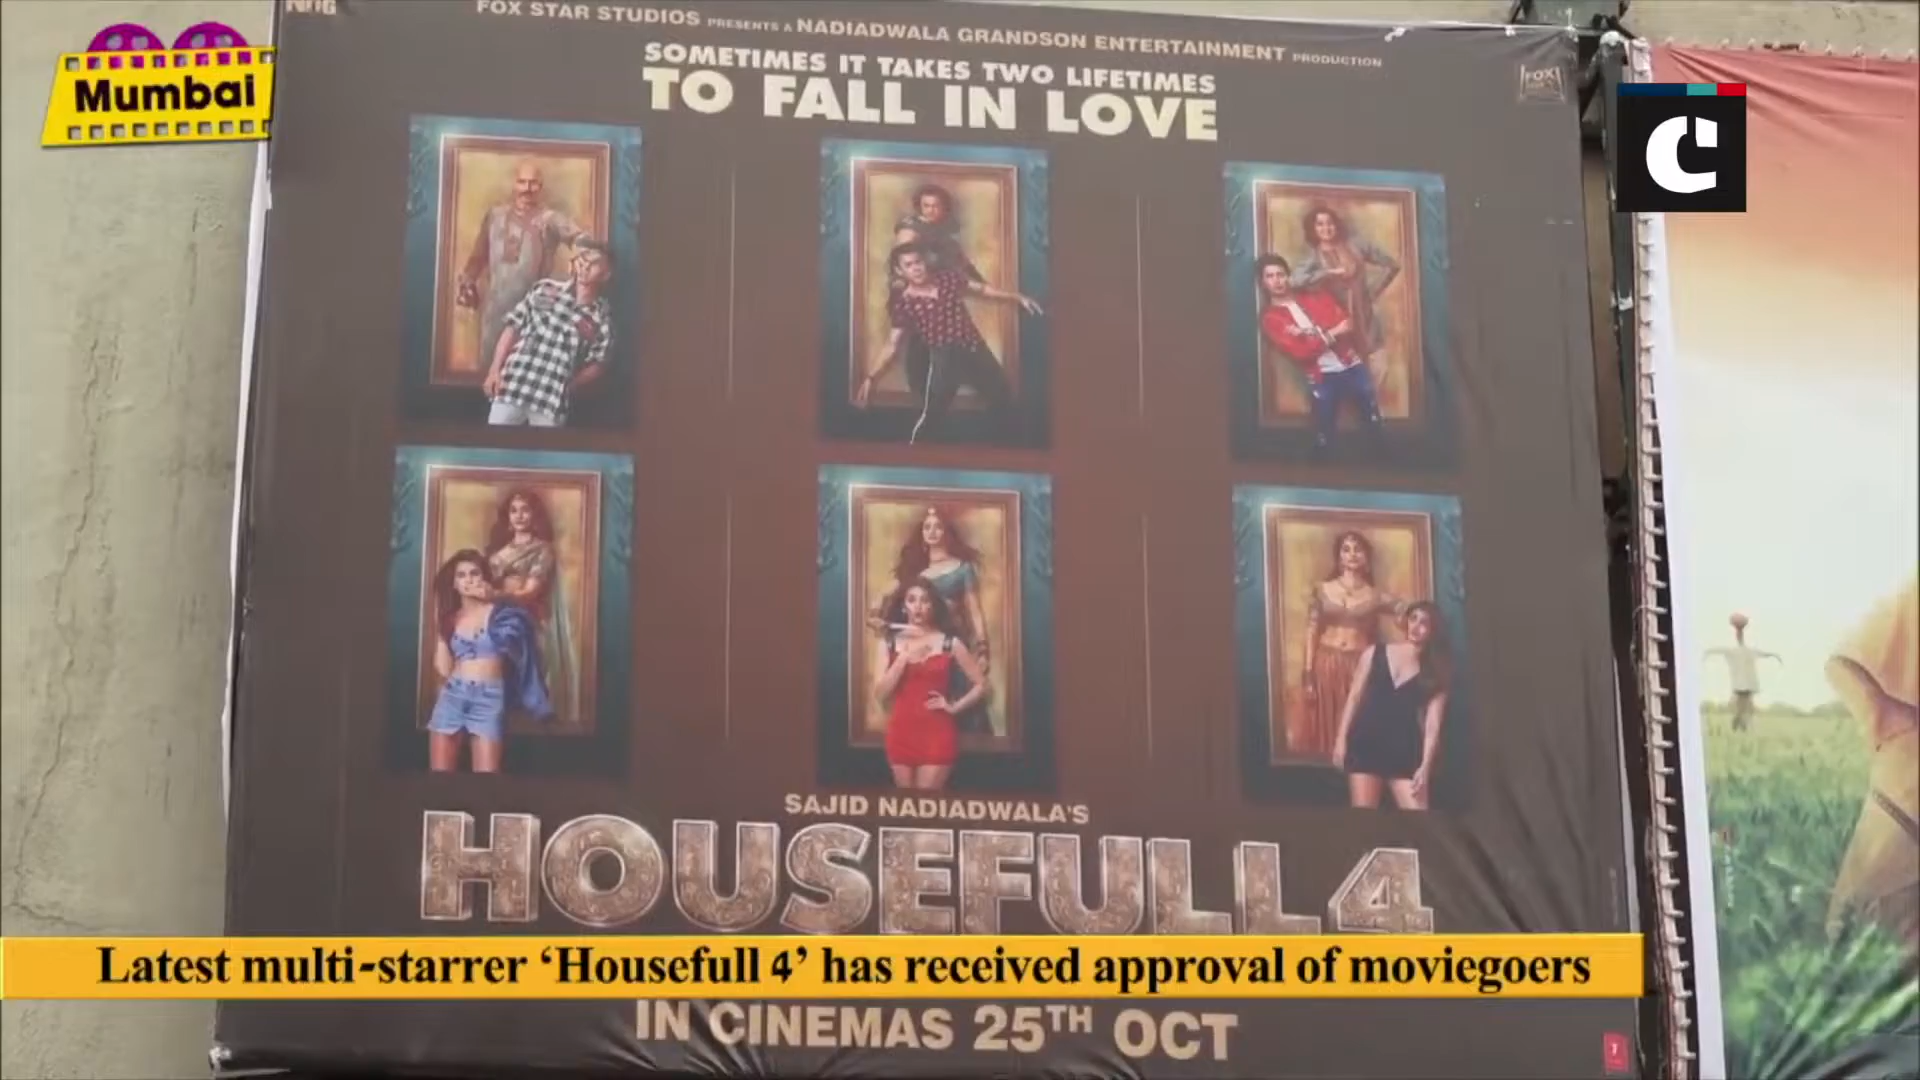 FOX STAR STUDIOS PRESENTS A NADIADWALA GRANDSON ENTERTAINMENT PRODUCTION
SOMETIMES IT TAKES TWO LIFETIMES
TO FALL IN LOVE
Mumbai
FOX
SAJID NADIADWALA'S
HOUSEFULL 4
Latest multi-starrer ‘Housefull 4’ has received approval of moviegoers
IN CINEMAS 25TH OCT